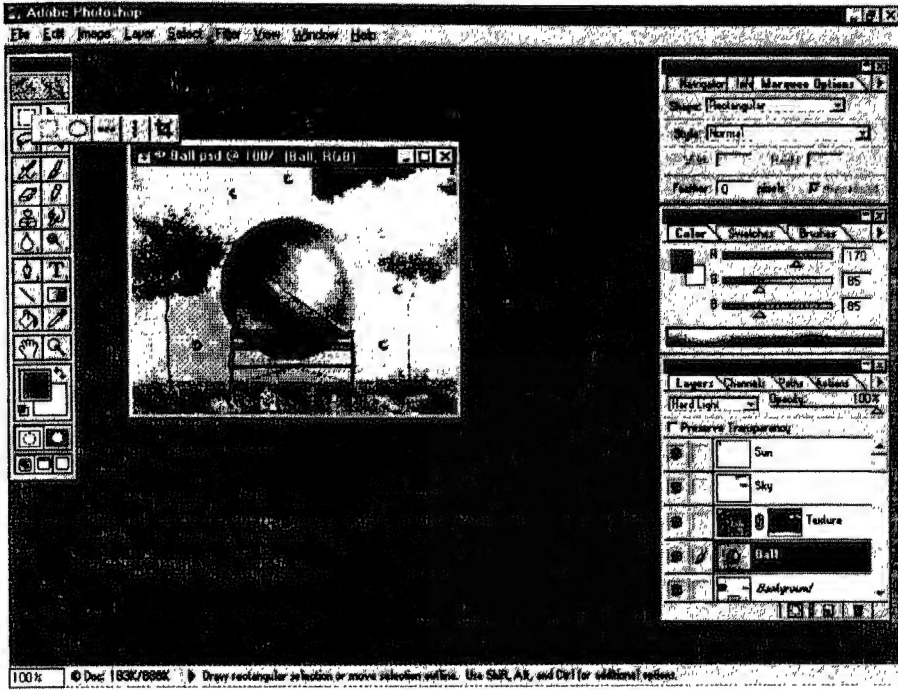 Adobe Photoshop
File Edit Image Layer Select Filter View Window Help
Navigator Marquee Options
Shape: Rectangular
Style: Normal
Feather: 0 pixels
Ball.psd @ 100% (Ball, RGB)
Color Swatches Brushes
R 170
G 85
B 85
Layers Channels Paths Actions
Hard Light Opacity: 100%
Preserve Transparency
Sun
Sky
Texture
Ball
Background
100% Doc: 183K/888K Draw rectangular selection or move selection outline. Use Shift, Alt, and Ctrl for additional options.